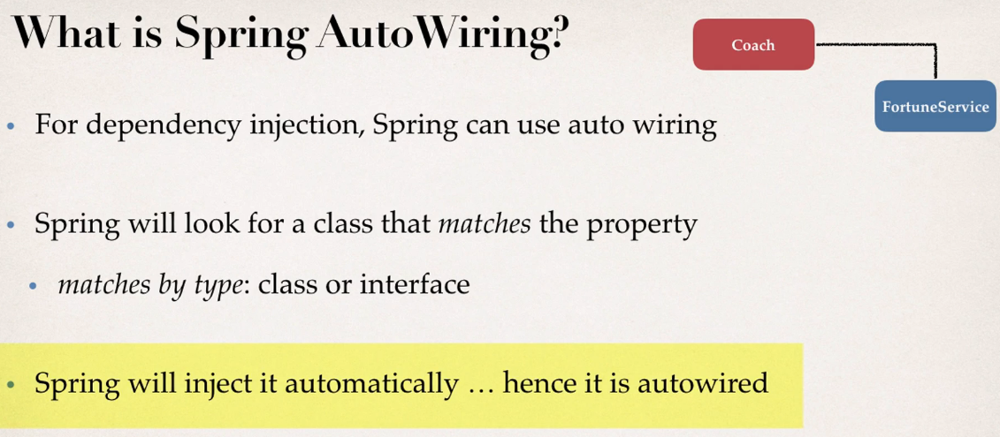 What is Spring AutoWiring?
Coach
FortuneService
• For dependency injection, Spring can use auto wiring
• Spring will look for a class that matches the property
• matches by type: class or interface
• Spring will inject it automatically … hence it is autowired